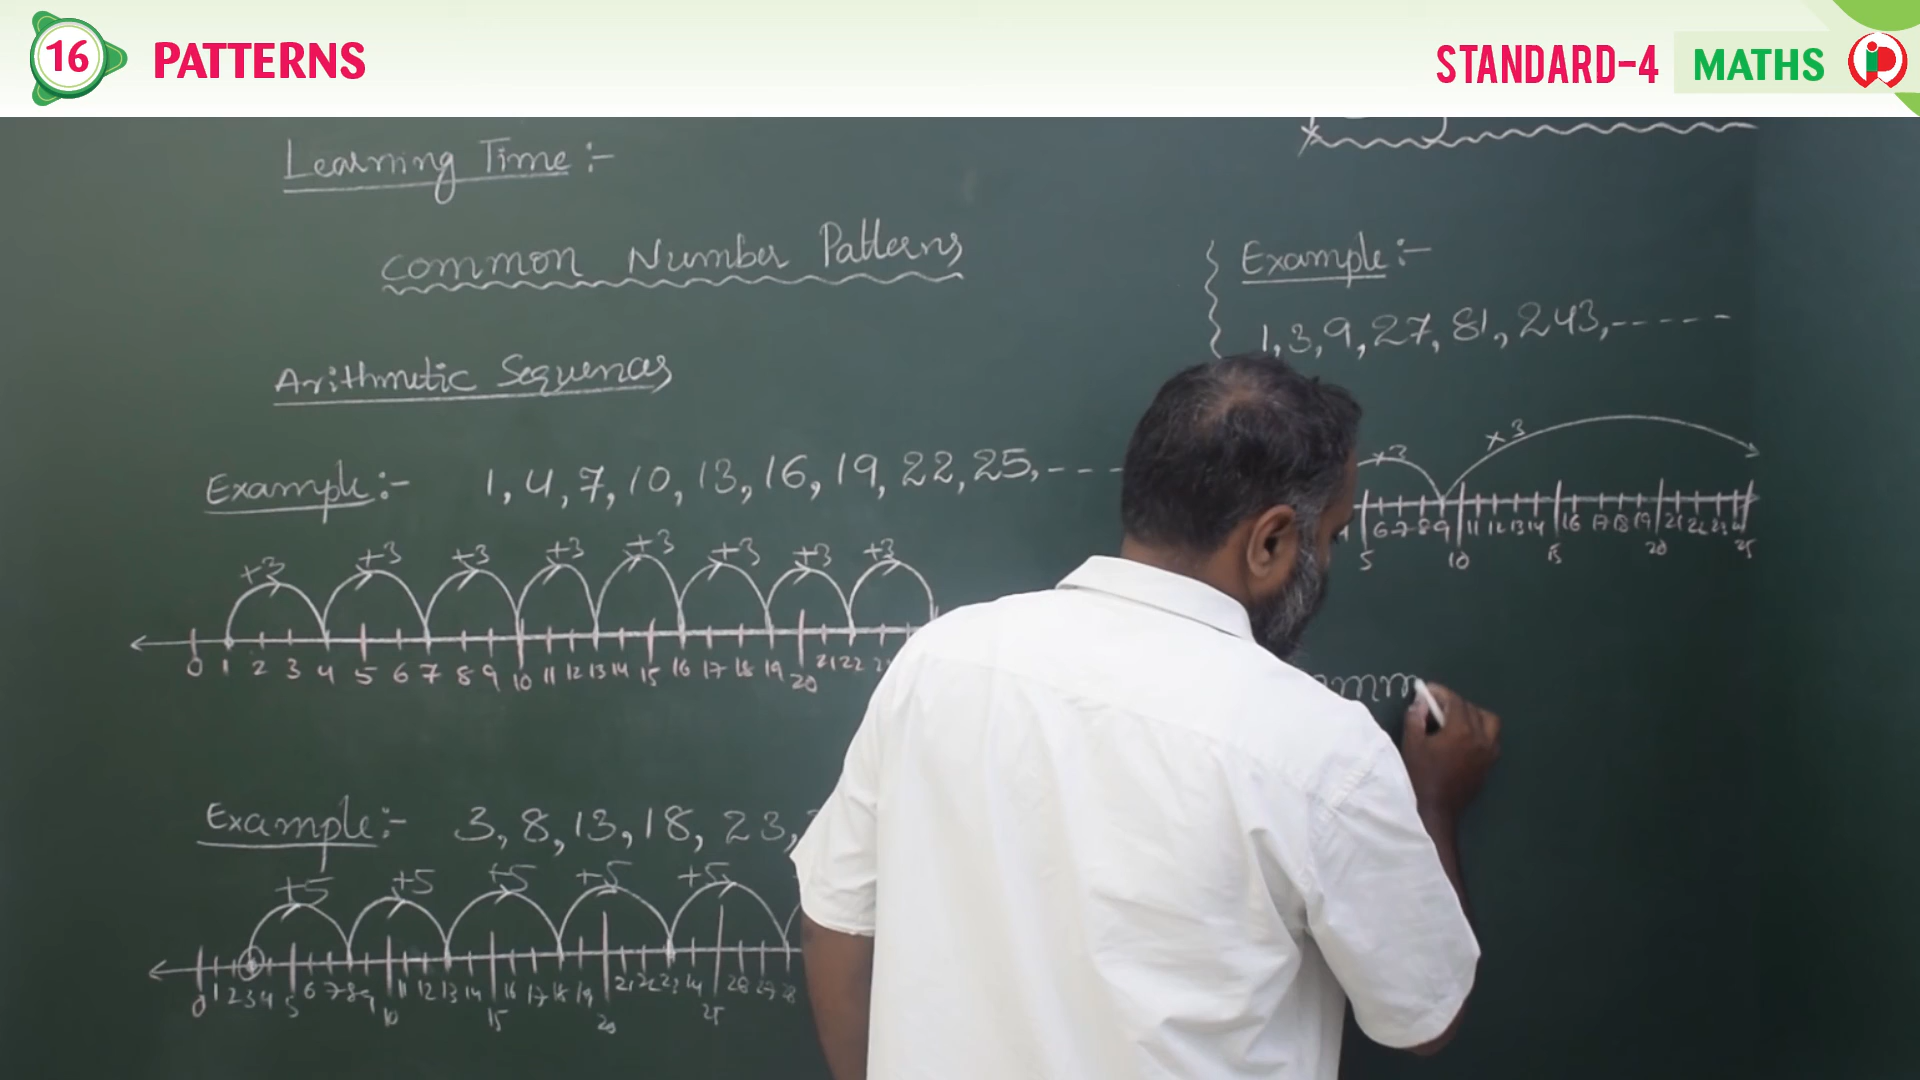 16 PATTERNS
STANDARD-4 MATHS
Learning Time :-
Common Number Patterns
Arithmetic Sequences
Example:- 1, 4, 7, 10, 13, 16, 19, 22, 25, ---
+3 +3 +3 +3 +3 +3 +3 +3
0 1 2 3 4 5 6 7 8 9 10 11 12 13 14 15 16 17 18 19 20 21 22
Example:- 3, 8, 13, 18, 23,
+5 +5 +5 +5 +5
0 1 2 3 4 5 6 7 8 9 10 11 12 13 14 15 16 17 18 19 20 21 22 23 24 25 26 27 28
Example:-
1, 3, 9, 27, 81, 243, ------
×3 ×3
5 6 7 8 9 10 11 12 13 14 15 16 17 18 19 20 21 22 23 24 25